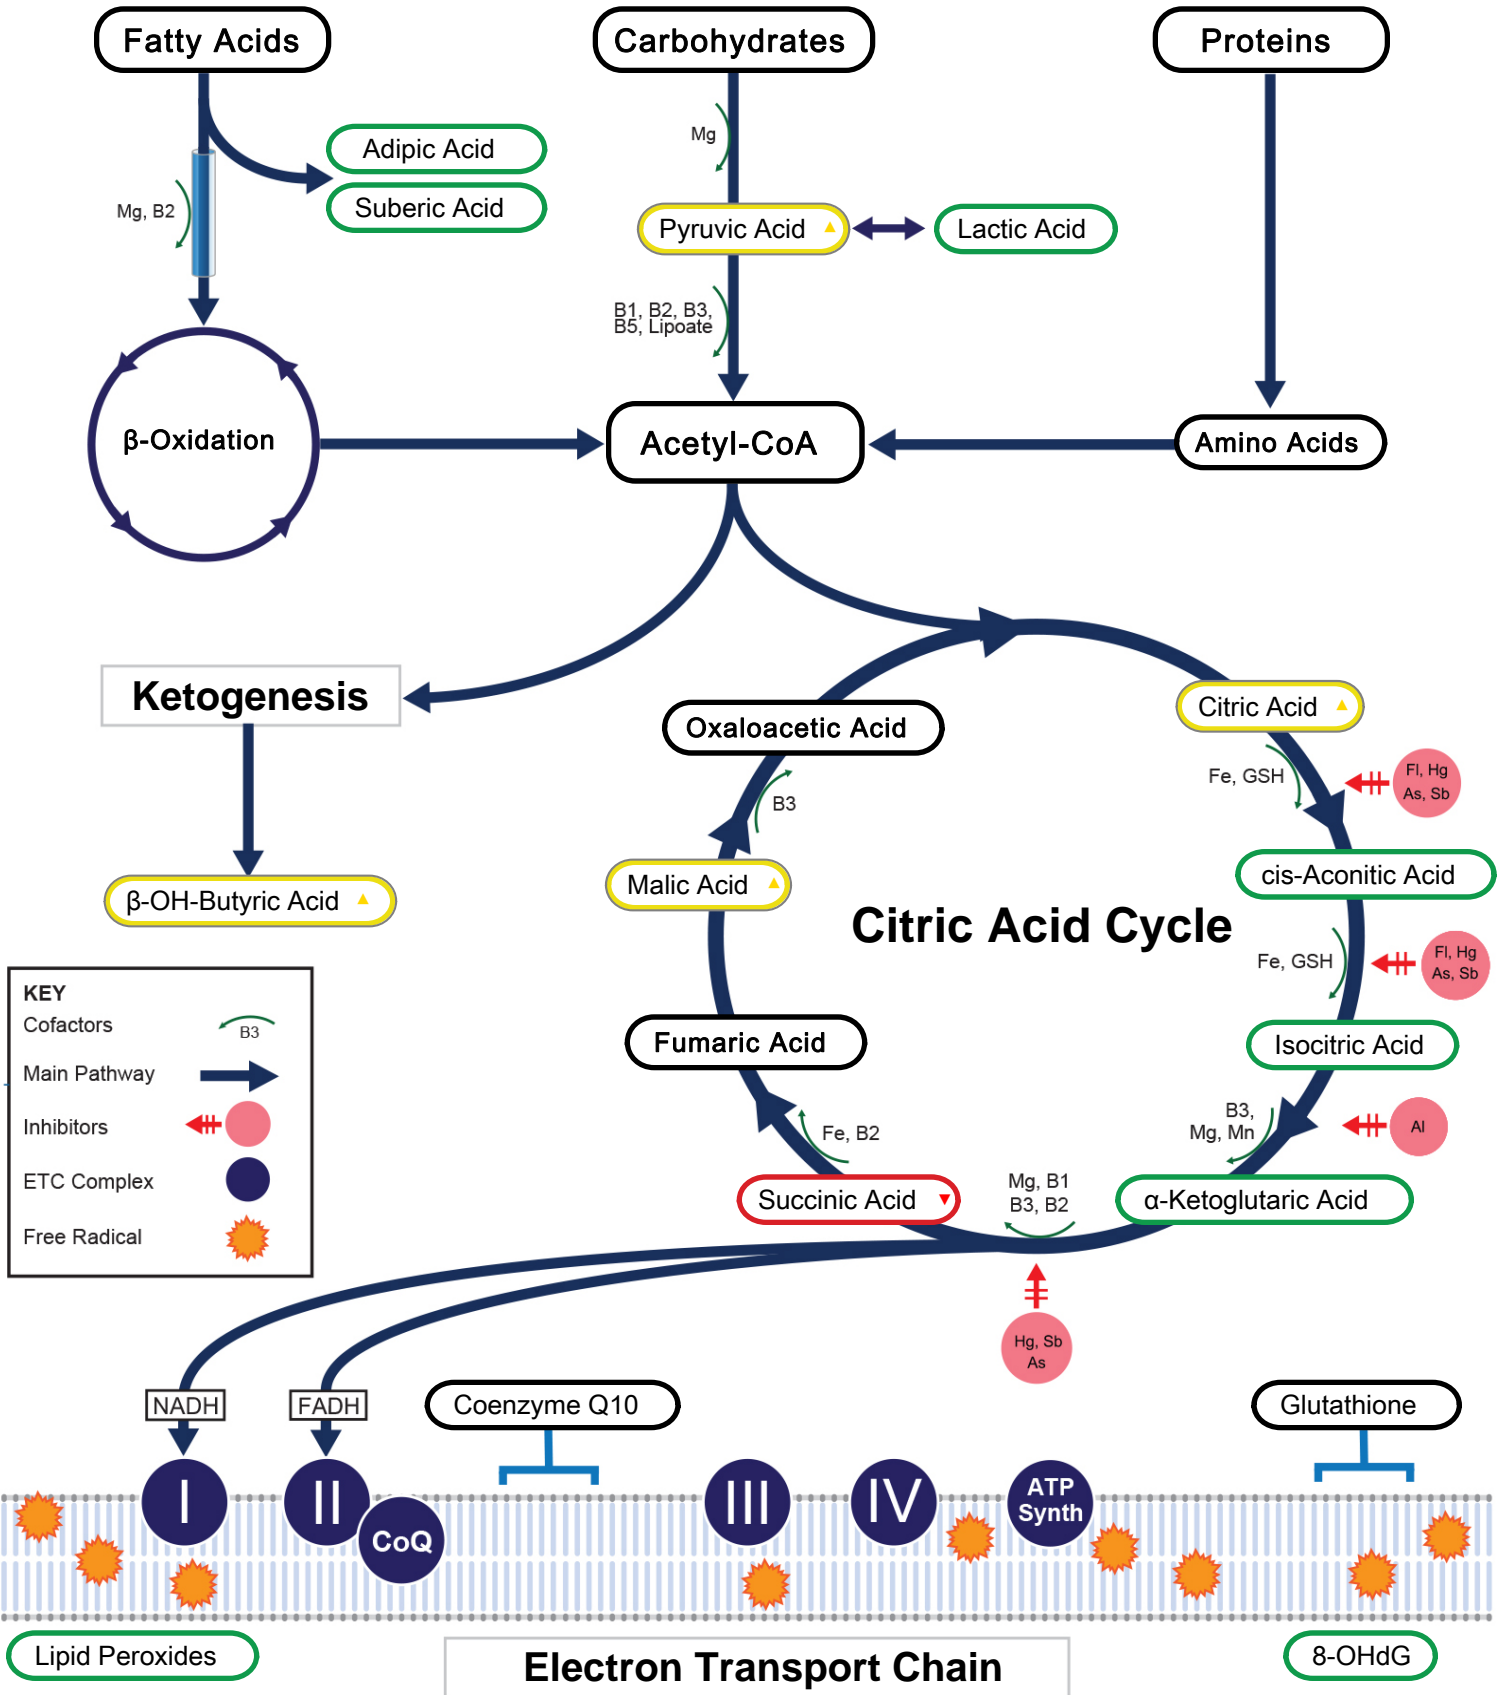 Fatty Acids
Carbohydrates
Proteins
Adipic Acid
Mg
Suberic Acid
Mg, B2
Pyruvic Acid
Lactic Acid
B1, B2, B3,
B5, Lipoate
β-Oxidation
Acetyl-CoA
Amino Acids
Ketogenesis
Oxaloacetic Acid
Citric Acid
Fe, GSH
Fl, Hg
As, Sb
B3
Malic Acid
cis-Aconitic Acid
β-OH-Butyric Acid
Citric Acid Cycle
Fe, GSH
Fl, Hg
As, Sb
KEY
Cofactors
B3
Main Pathway
Inhibitors
ETC Complex
Free Radical
Fumaric Acid
Isocitric Acid
B3,
Mg, Mn
Al
Fe, B2
Succinic Acid
Mg, B1
B3, B2
α-Ketoglutaric Acid
Hg, Sb
As
NADH
FADH
Coenzyme Q10
Glutathione
I
II
CoQ
III
IV
ATP
Synth
Lipid Peroxides
Electron Transport Chain
8-OHdG